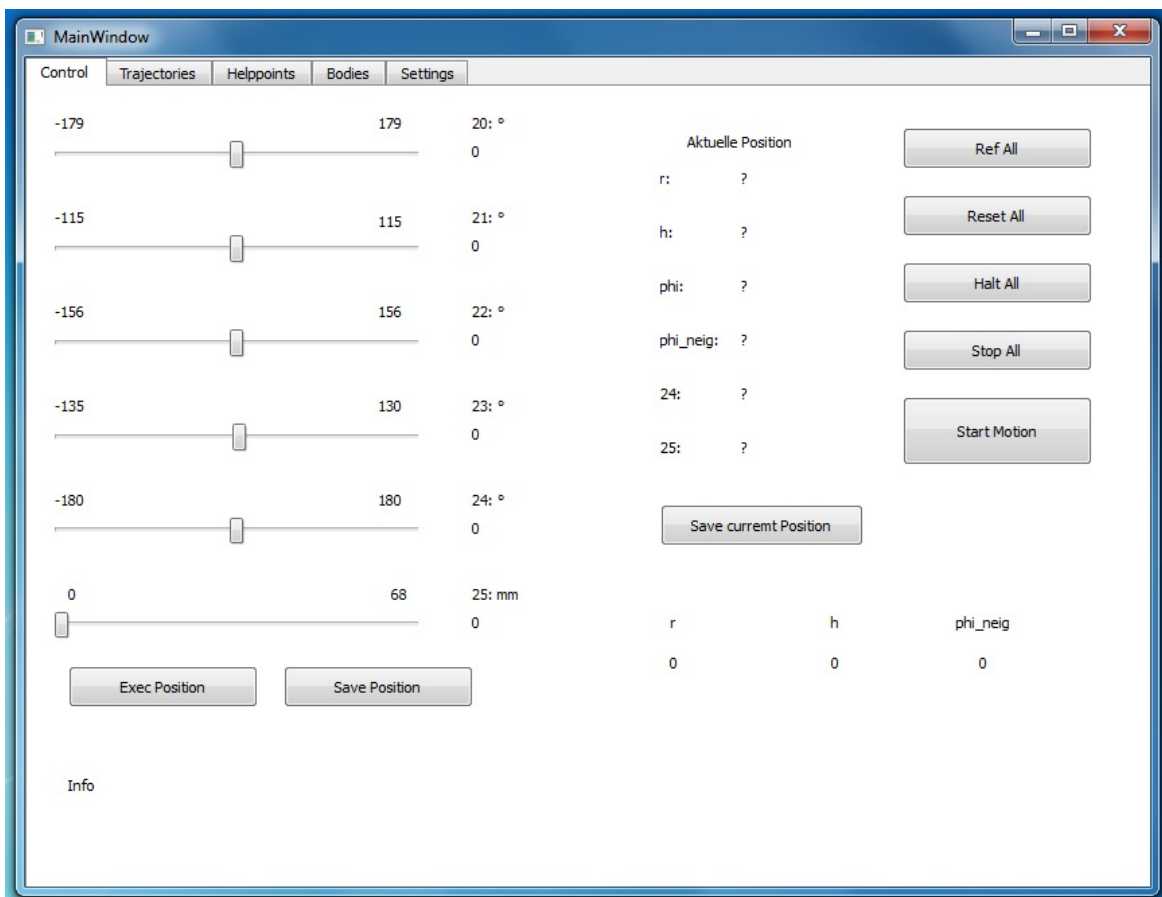 MainWindow
Control Trajectories Helppoints Bodies Settings
-179 179 20: °
0
-115 115 21: °
0
-156 156 22: °
0
-135 130 23: °
0
-180 180 24: °
0
0 68 25: mm
0
Exec Position Save Position
Info
Aktuelle Position
r: ?
h: ?
phi: ?
phi_neig: ?
24: ?
25: ?
Save curremt Position
r h phi_neig
0 0 0
Ref All
Reset All
Halt All
Stop All
Start Motion